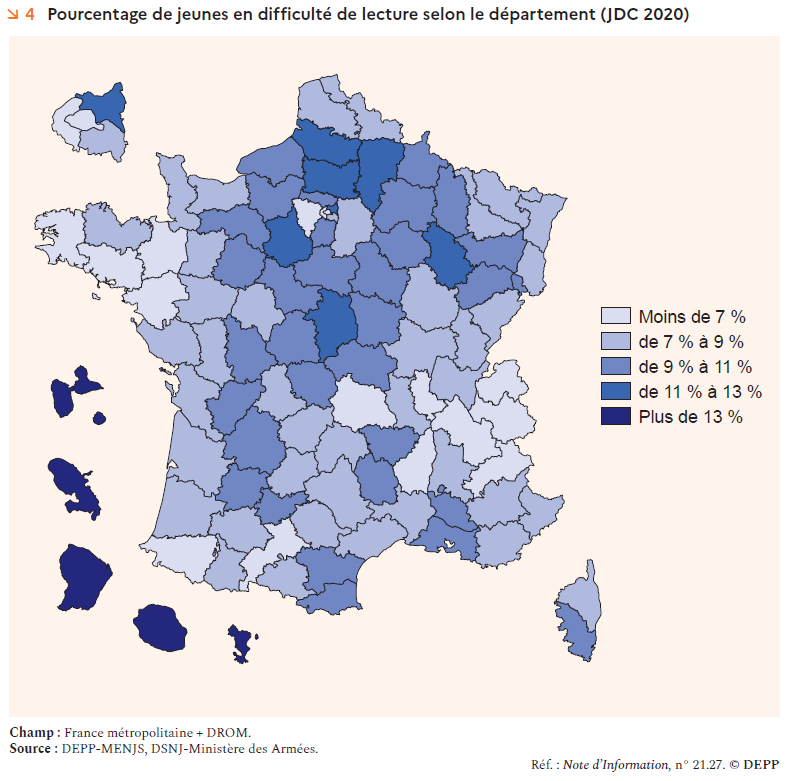 ↘ 4 Pourcentage de jeunes en difficulté de lecture selon le département (JDC 2020)
Moins de 7 %
de 7 % à 9 %
de 9 % à 11 %
de 11 % à 13 %
Plus de 13 %
Champ : France métropolitaine + DROM.
Source : DEPP-MENJS, DSNJ-Ministère des Armées.
Réf. : Note d'Information, n° 21.27. © DEPP